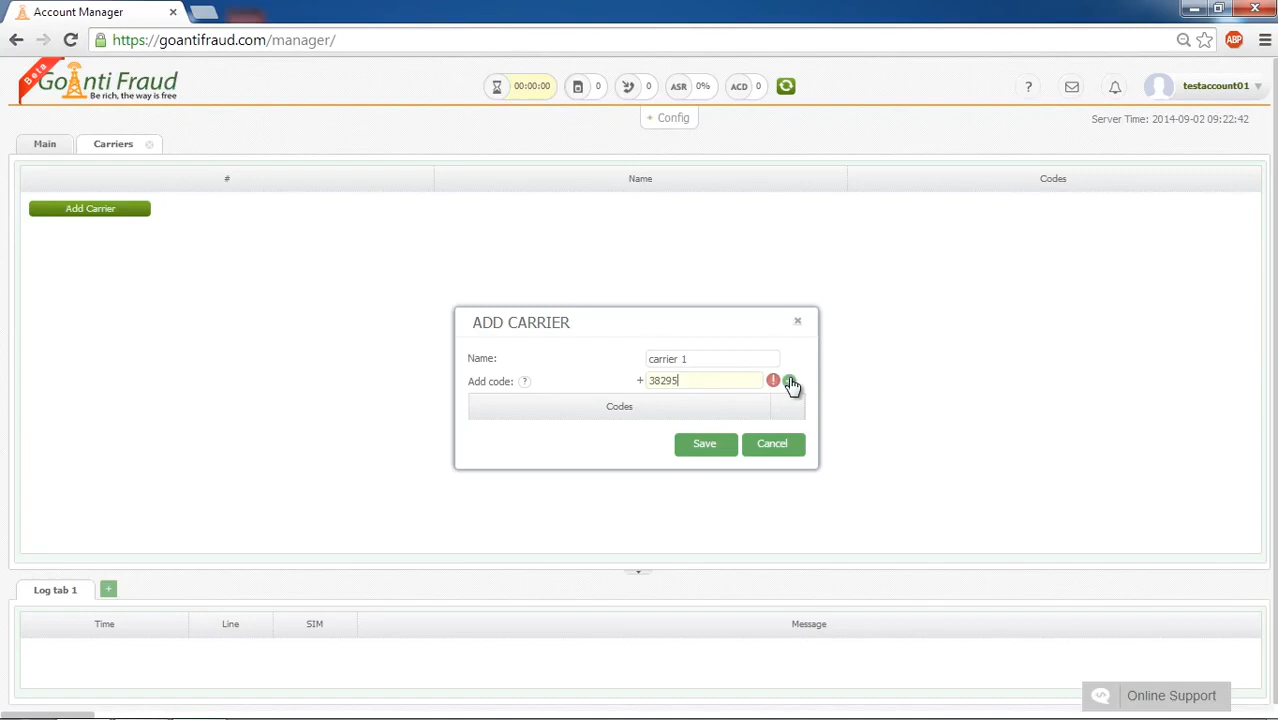 Account Manager
https://goantifraud.com/manager/
ABP
Beta
GoAnti Fraud
Be rich, the way is free
00:00:00
0
0
ASR 0%
ACD 0
?
testaccount01
+ Config
Server Time: 2014-09-02 09:22:42
Main
Carriers
# Name Codes
Add Carrier
ADD CARRIER
Name: carrier 1
Add code: ? + 38295 !
Codes
Save Cancel
Log tab 1 +
Time Line SIM Message
Online Support